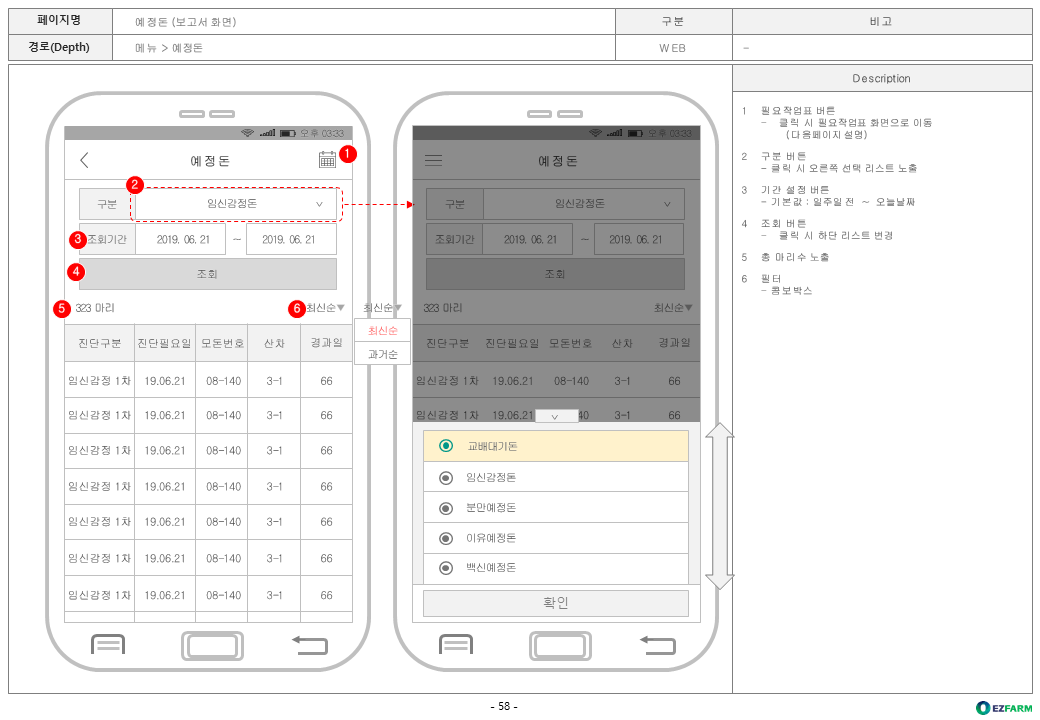 페이지명 예정돈 (보고서 화면) 구분 비고
경로(Depth) 메뉴 > 예정돈 WEB -
Description
1 필요작업표 버튼
- 클릭 시 필요작업표 화면으로 이동
(다음페이지 설명)
2 구분 버튼
- 클릭 시 오른쪽 선택 리스트 노출
3 기간 설정 버튼
- 기본값 : 일주일 전 ~ 오늘날짜
4 조회 버튼
- 클릭 시 하단 리스트 변경
5 총 마리수 노출
6 필터
- 콤보박스
오후 03:33
예정돈 1
2
구분 임신감정돈
3 조회기간 2019. 06. 21 ~ 2019. 06. 21
4 조회
5 323 마리 6 최신순▼
진단구분 진단필요일 모돈번호 산차 경과일
임신감정 1차 19.06.21 08-140 3-1 66
임신감정 1차 19.06.21 08-140 3-1 66
임신감정 1차 19.06.21 08-140 3-1 66
임신감정 1차 19.06.21 08-140 3-1 66
임신감정 1차 19.06.21 08-140 3-1 66
임신감정 1차 19.06.21 08-140 3-1 66
임신감정 1차 19.06.21 08-140 3-1 66
최신순▼
최신순
과거순
오후 03:33
예정돈
구분 임신감정돈
조회기간 2019. 06. 21 ~ 2019. 06. 21
조회
323 마리 최신순▼
진단구분 진단필요일 모돈번호 산차 경과일
임신감정 1차 19.06.21 08-140 3-1 66
임신감정 1차 19.06.21 40 3-1 66
교배대기돈
임신감정돈
분만예정돈
이유예정돈
백신예정돈
확인
- 58 -
EZFARM